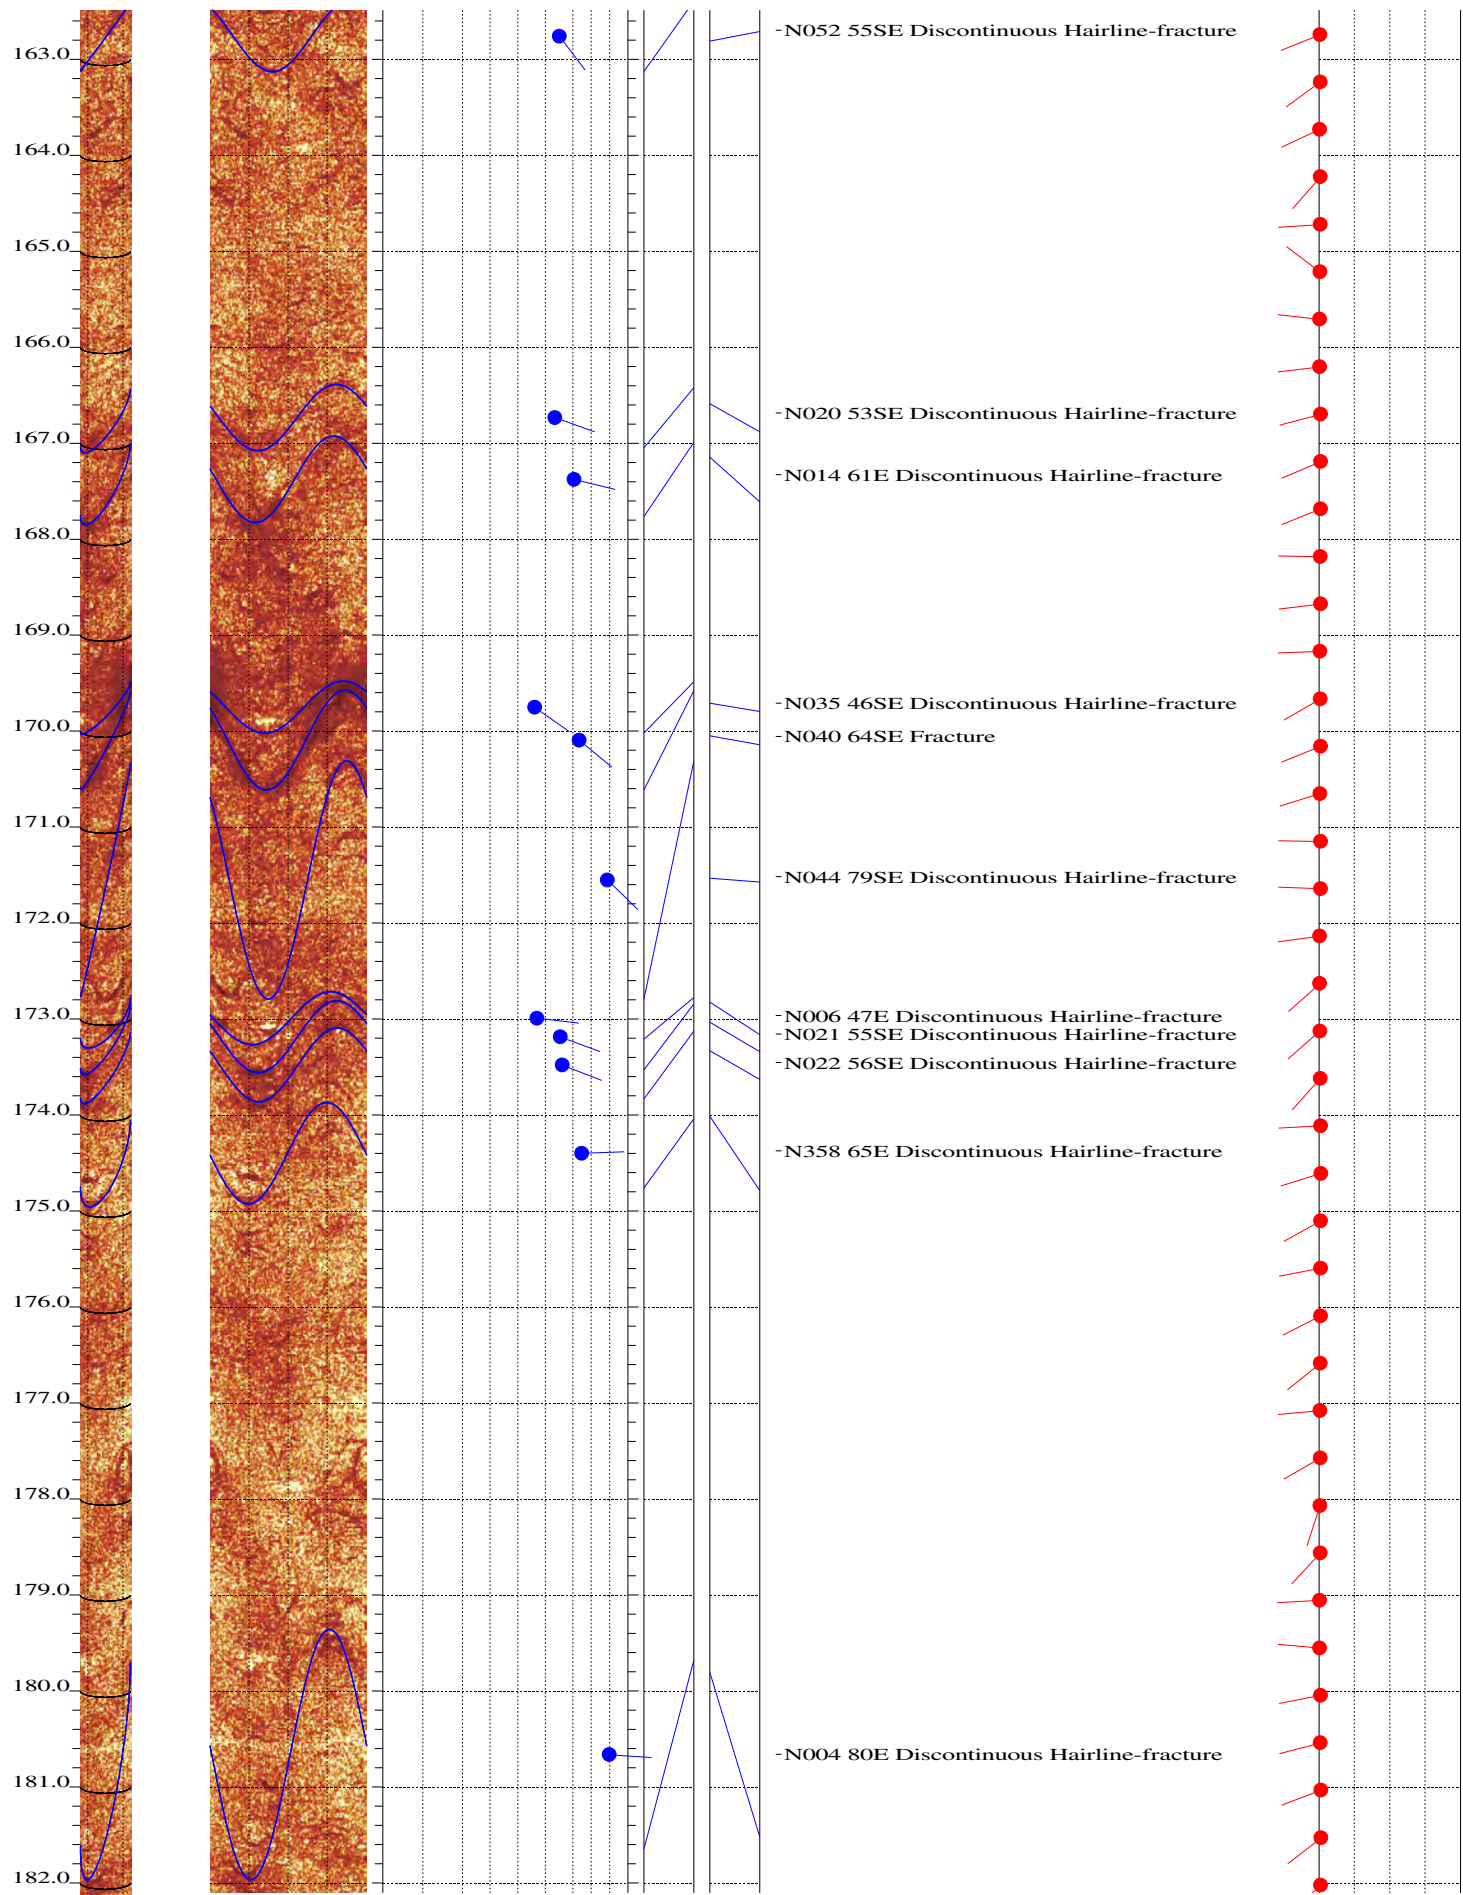 -N052 55SE Discontinuous Hairline-fracture
163.0
164.0
165.0
166.0
-N020 53SE Discontinuous Hairline-fracture
167.0
-N014 61E Discontinuous Hairline-fracture
168.0
169.0
-N035 46SE Discontinuous Hairline-fracture
170.0
-N040 64SE Fracture
171.0
-N044 79SE Discontinuous Hairline-fracture
172.0
173.0
-N006 47E Discontinuous Hairline-fracture
-N021 55SE Discontinuous Hairline-fracture
-N022 56SE Discontinuous Hairline-fracture
174.0
-N358 65E Discontinuous Hairline-fracture
175.0
176.0
177.0
178.0
179.0
180.0
-N004 80E Discontinuous Hairline-fracture
181.0
182.0